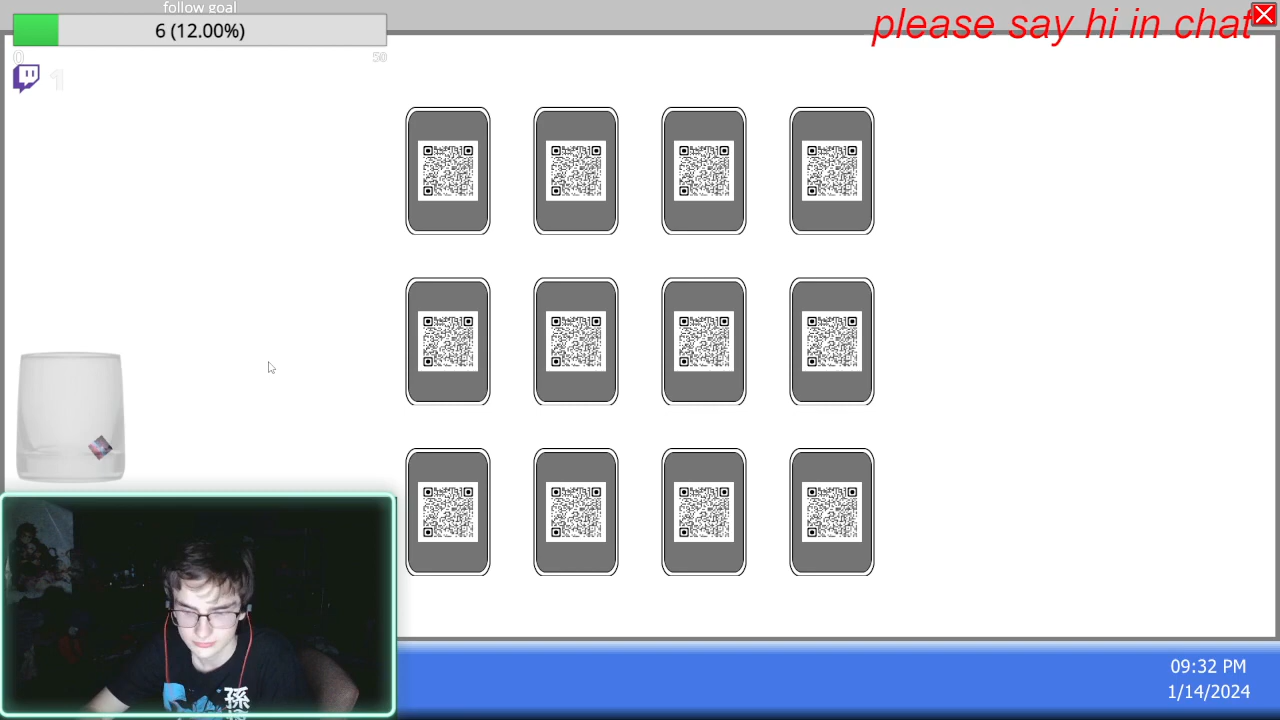 follow goal
6 (12.00%)
please say hi in chat
0
50
1
孫
09:32 PM
1/14/2024